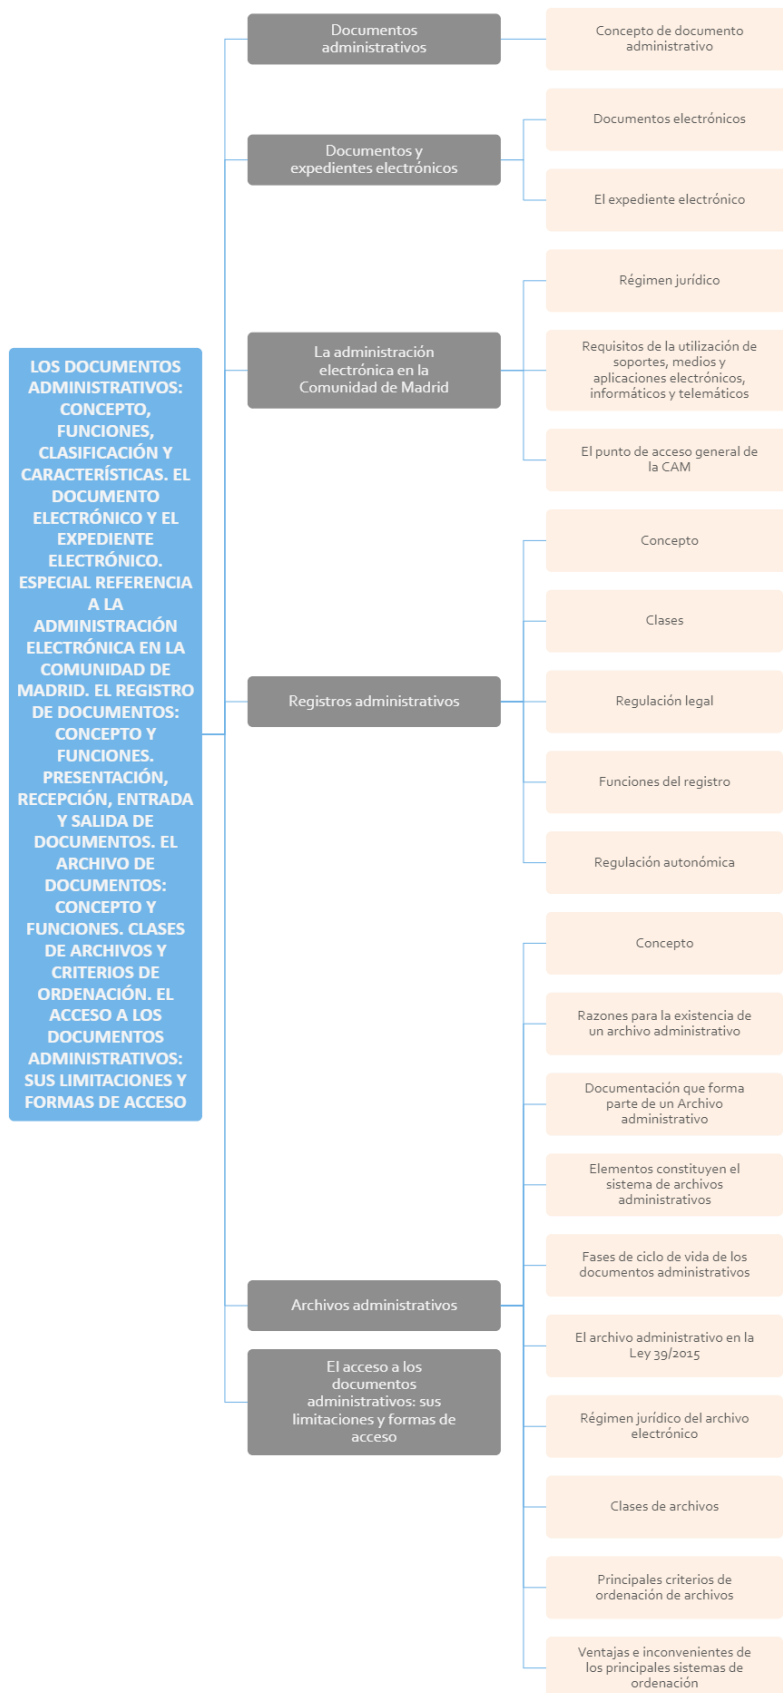 LOS DOCUMENTOS
ADMINISTRATIVOS:
CONCEPTO,
FUNCIONES,
CLASIFICACIÓN Y
CARACTERÍSTICAS. EL
DOCUMENTO
ELECTRÓNICO Y EL
EXPEDIENTE
ELECTRÓNICO.
ESPECIAL REFERENCIA
A LA
ADMINISTRACIÓN
ELECTRÓNICA EN LA
COMUNIDAD DE
MADRID. EL REGISTRO
DE DOCUMENTOS:
CONCEPTO Y
FUNCIONES.
PRESENTACIÓN,
RECEPCIÓN, ENTRADA
Y SALIDA DE
DOCUMENTOS. EL
ARCHIVO DE
DOCUMENTOS:
CONCEPTO Y
FUNCIONES. CLASES
DE ARCHIVOS Y
CRITERIOS DE
ORDENACIÓN. EL
ACCESO A LOS
DOCUMENTOS
ADMINISTRATIVOS:
SUS LIMITACIONES Y
FORMAS DE ACCESO
Documentos
administrativos
Concepto de documento
administrativo
Documentos y
expedientes electrónicos
Documentos electrónicos
El expediente electrónico
La administración
electrónica en la
Comunidad de Madrid
Régimen jurídico
Requisitos de la utilización de
soportes, medios y
aplicaciones electrónicos,
informáticos y telemáticos
El punto de acceso general de
la CAM
Registros administrativos
Concepto
Clases
Regulación legal
Funciones del registro
Regulación autonómica
Archivos administrativos
Concepto
Razones para la existencia de
un archivo administrativo
Documentación que forma
parte de un Archivo
administrativo
Elementos constituyen el
sistema de archivos
administrativos
Fases de ciclo de vida de los
documentos administrativos
El archivo administrativo en la
Ley 39/2015
Régimen jurídico del archivo
electrónico
Clases de archivos
Principales criterios de
ordenación de archivos
Ventajas e inconvenientes de
los principales sistemas de
ordenación
El acceso a los
documentos
administrativos: sus
limitaciones y formas de
acceso